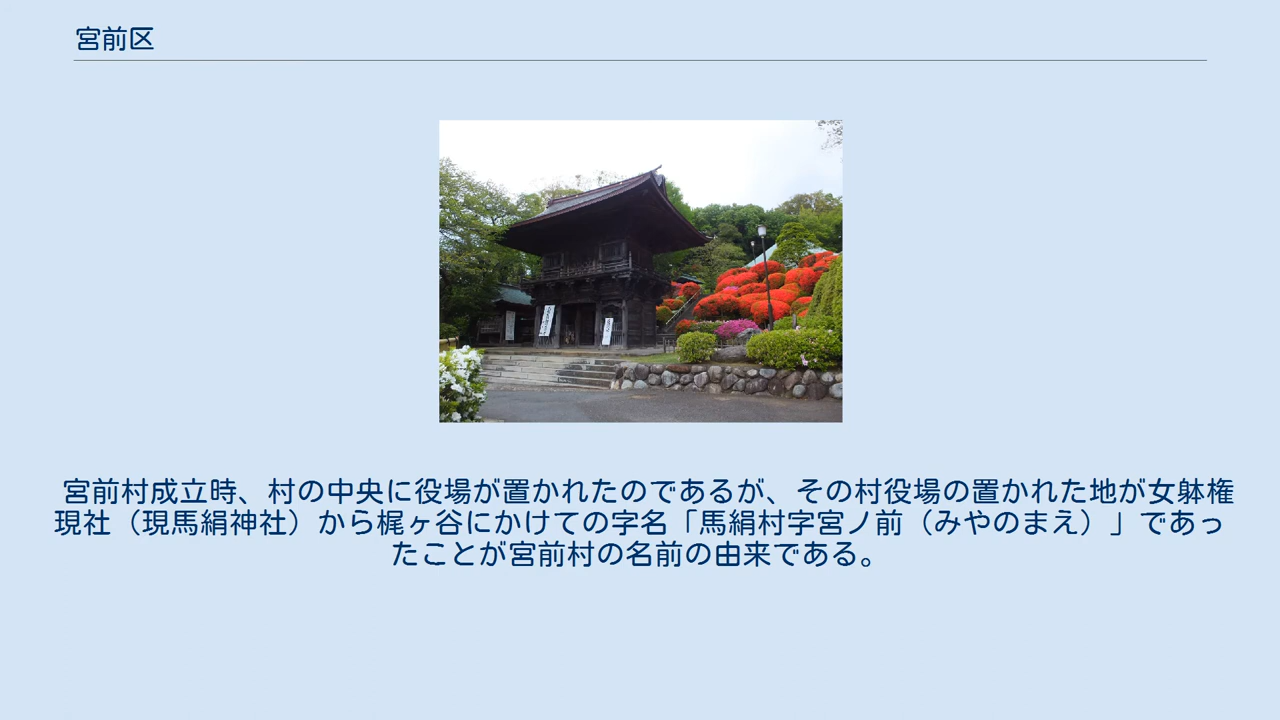 宮前区
宮前村成立時、村の中央に役場が置かれたのであるが、その村役場の置かれた地が女躰権
現社（現馬絹神社）から梶ヶ谷にかけての字名「馬絹村字宮ノ前（みやのまえ）」であっ
たことが宮前村の名前の由来である。